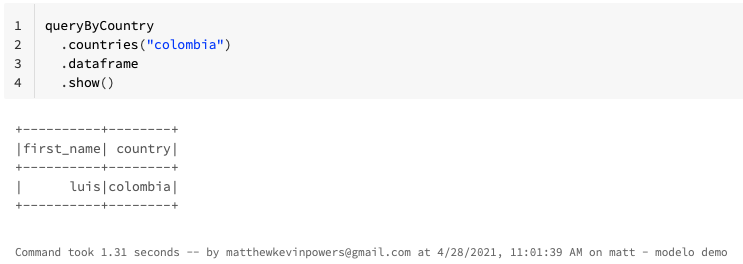 1 queryByCountry
2   .countries("colombia")
3   .dataframe
4   .show()
+----------+--------+
|first_name| country|
+----------+--------+
|      luis|colombia|
+----------+--------+
Command took 1.31 seconds -- by matthewkevinpowers@gmail.com at 4/28/2021, 11:01:39 AM on matt - modelo demo